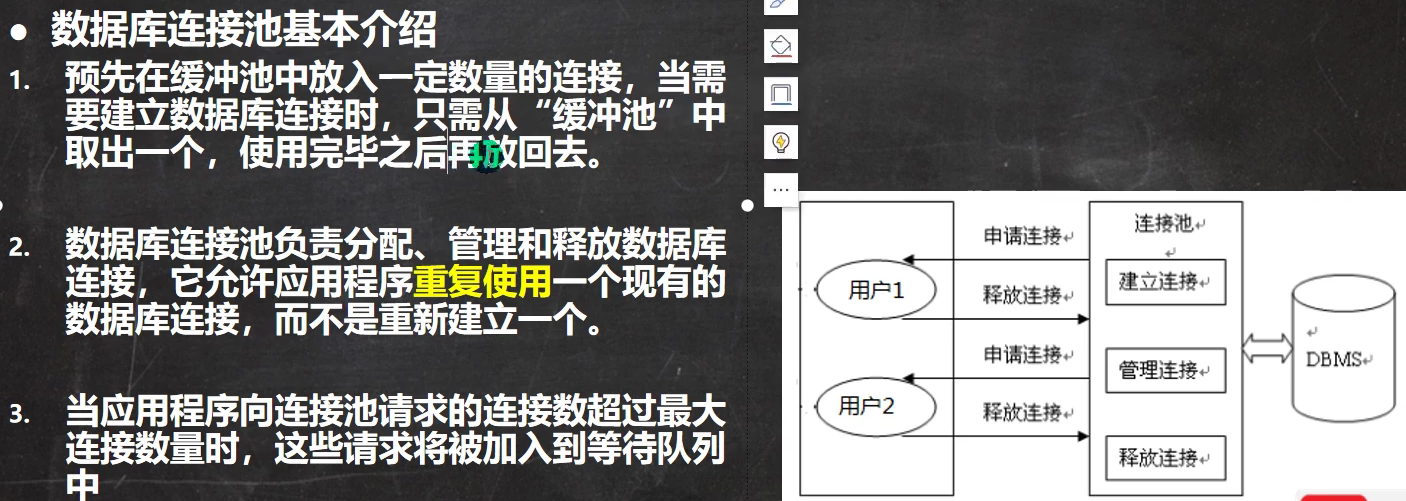 ● 数据库连接池基本介绍
1. 预先在缓冲池中放入一定数量的连接，当需
要建立数据库连接时，只需从“缓冲池”中
取出一个，使用完毕之后再放回去。
2. 数据库连接池负责分配、管理和释放数据库
连接，它允许应用程序重复使用一个现有的
数据库连接，而不是重新建立一个。
3. 当应用程序向连接池请求的连接数超过最大
连接数量时，这些请求将被加入到等待队列
中
用户1
用户2
申请连接
释放连接
申请连接
释放连接
连接池
建立连接
管理连接
释放连接
DBMS